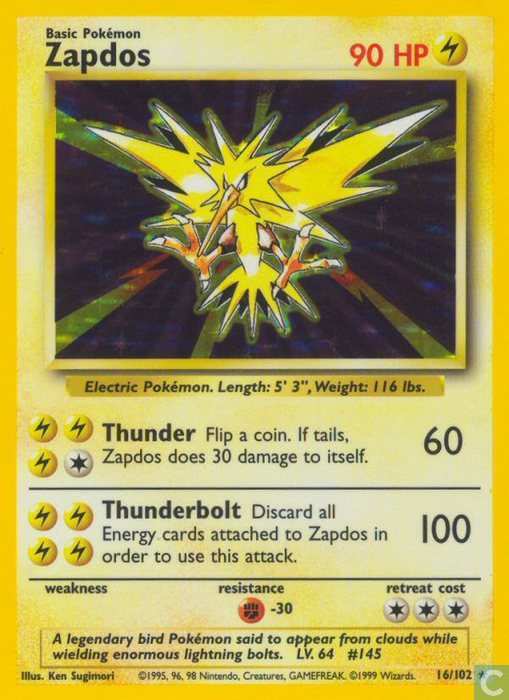 Basic Pokémon
Zapdos
90 HP
Electric Pokémon. Length: 5' 3", Weight: 116 lbs.
Thunder Flip a coin. If tails,
Zapdos does 30 damage to itself.
60
Thunderbolt Discard all
Energy cards attached to Zapdos in
order to use this attack.
100
weakness
resistance
retreat cost
-30
A legendary bird Pokémon said to appear from clouds while
wielding enormous lightning bolts. LV. 64 #145
Illus. Ken Sugimori
©1995, 96, 98 Nintendo, Creatures, GAMEFREAK. ©1999 Wizards.
16/102
C